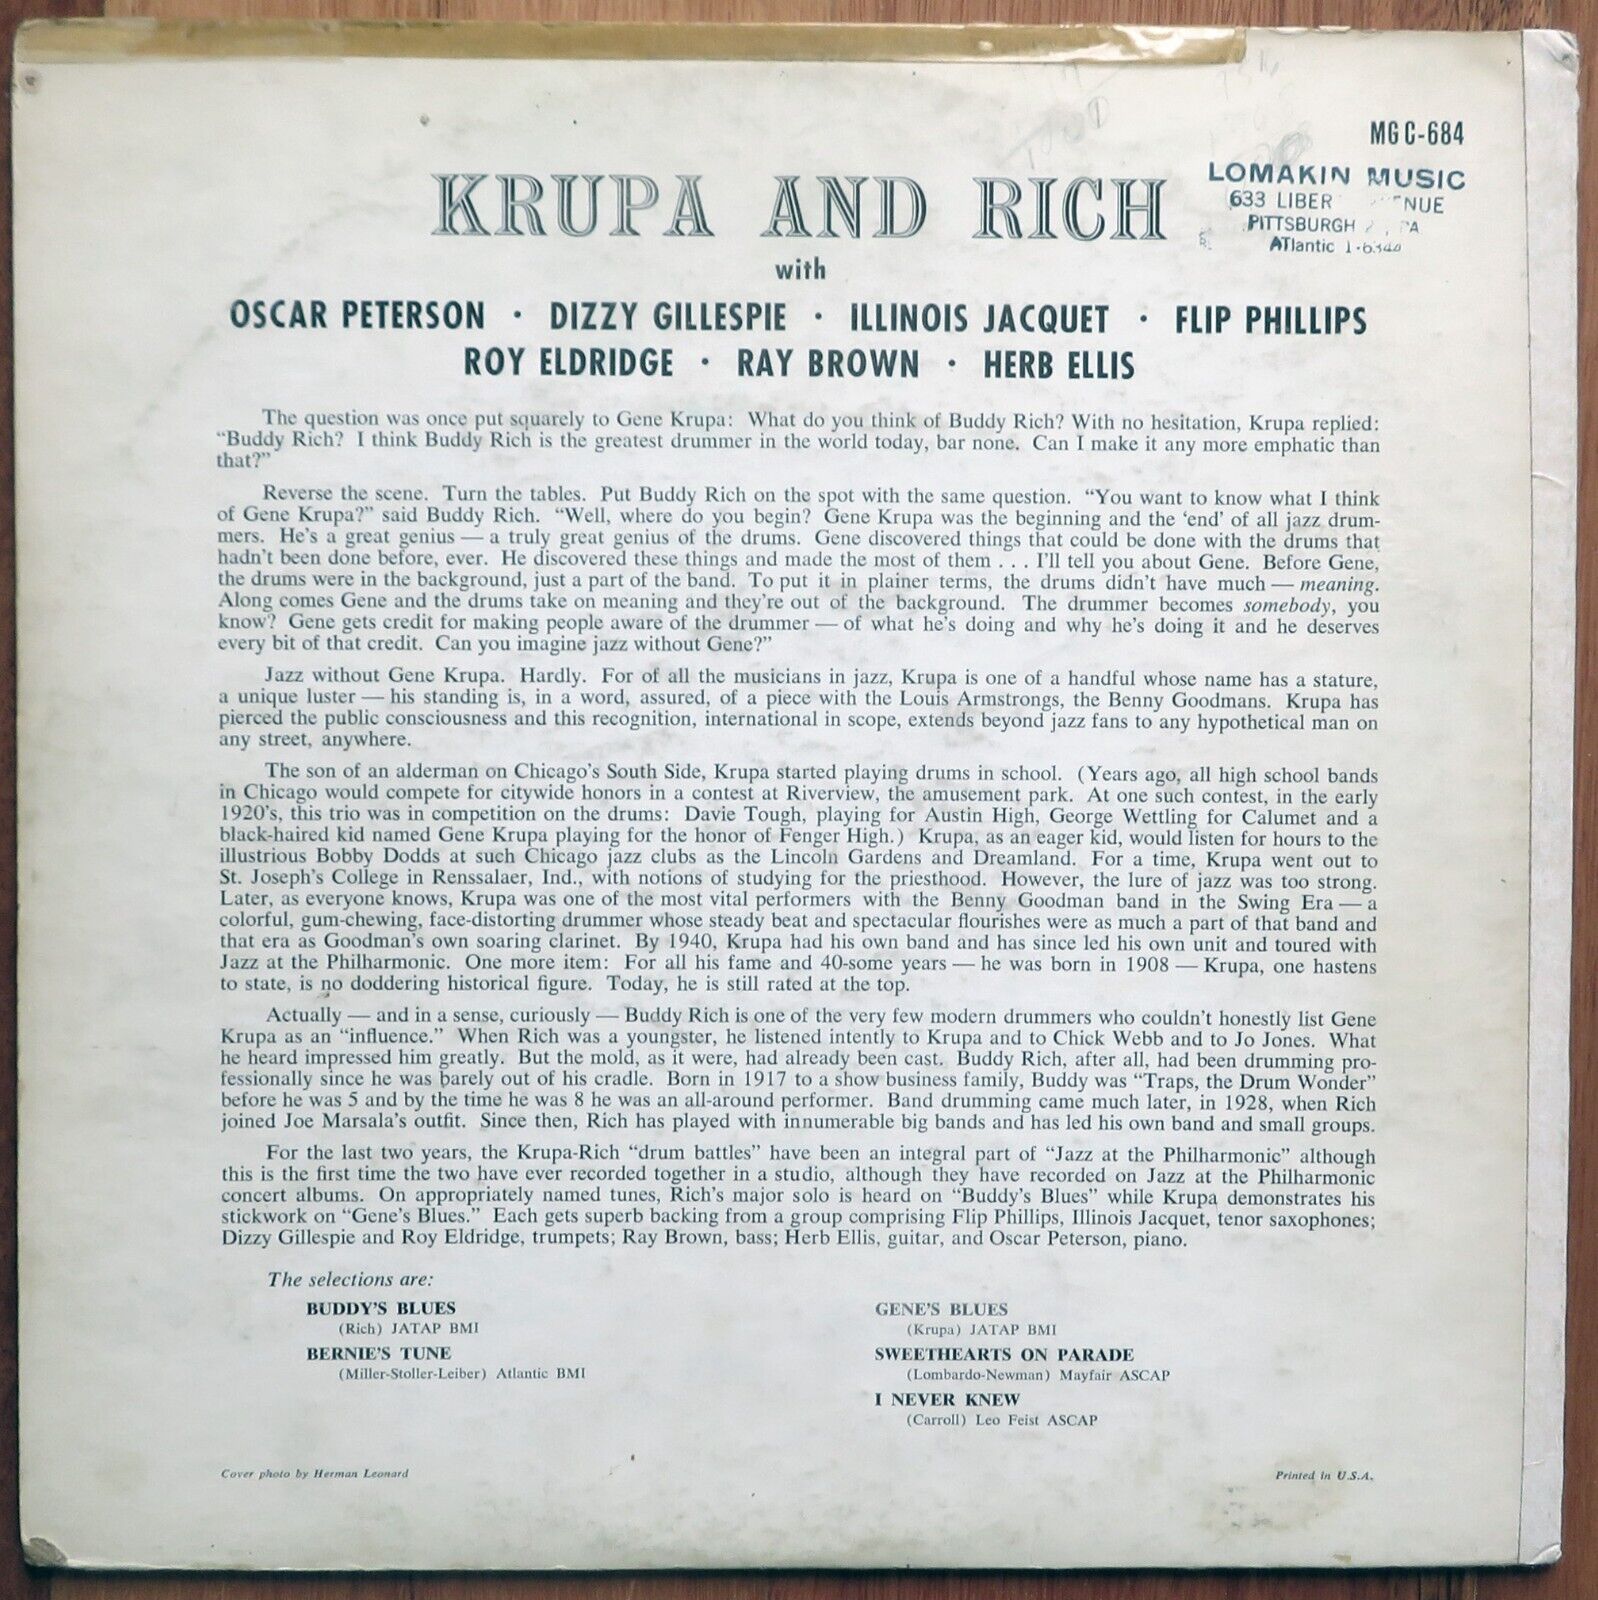 MG C-684
LOMAKIN MUSIC
633 LIBER NUE
PITTSBURGH PA
ATlantic 1-6340
KRUPA AND RICH
with
OSCAR PETERSON · DIZZY GILLESPIE · ILLINOIS JACQUET · FLIP PHILLIPS
ROY ELDRIDGE · RAY BROWN · HERB ELLIS
The question was once put squarely to Gene Krupa: What do you think of Buddy Rich? With no hesitation, Krupa replied:
"Buddy Rich? I think Buddy Rich is the greatest drummer in the world today, bar none. Can I make it any more emphatic than
that?"
Reverse the scene. Turn the tables. Put Buddy Rich on the spot with the same question. "You want to know what I think
of Gene Krupa?" said Buddy Rich. "Well, where do you begin? Gene Krupa was the beginning and the 'end' of all jazz drum-
mers. He's a great genius — a truly great genius of the drums. Gene discovered things that could be done with the drums that
hadn't been done before, ever. He discovered these things and made the most of them . . . I'll tell you about Gene. Before Gene,
the drums were in the background, just a part of the band. To put it in plainer terms, the drums didn't have much — meaning.
Along comes Gene and the drums take on meaning and they're out of the background. The drummer becomes somebody, you
know? Gene gets credit for making people aware of the drummer — of what he's doing and why he's doing it and he deserves
every bit of that credit. Can you imagine jazz without Gene?"
Jazz without Gene Krupa. Hardly. For of all the musicians in jazz, Krupa is one of a handful whose name has a stature,
a unique luster — his standing is, in a word, assured, of a piece with the Louis Armstrongs, the Benny Goodmans. Krupa has
pierced the public consciousness and this recognition, international in scope, extends beyond jazz fans to any hypothetical man on
any street, anywhere.
The son of an alderman on Chicago's South Side, Krupa started playing drums in school. (Years ago, all high school bands
in Chicago would compete for citywide honors in a contest at Riverview, the amusement park. At one such contest, in the early
1920's, this trio was in competition on the drums: Davie Tough, playing for Austin High, George Wettling for Calumet and a
black-haired kid named Gene Krupa playing for the honor of Fenger High.) Krupa, as an eager kid, would listen for hours to the
illustrious Bobby Dodds at such Chicago jazz clubs as the Lincoln Gardens and Dreamland. For a time, Krupa went out to
St. Joseph's College in Renssalaer, Ind., with notions of studying for the priesthood. However, the lure of jazz was too strong.
Later, as everyone knows, Krupa was one of the most vital performers with the Benny Goodman band in the Swing Era — a
colorful, gum-chewing, face-distorting drummer whose steady beat and spectacular flourishes were as much a part of that band and
that era as Goodman's own soaring clarinet. By 1940, Krupa had his own band and has since led his own unit and toured with
Jazz at the Philharmonic. One more item: For all his fame and 40-some years — he was born in 1908 — Krupa, one hastens
to state, is no doddering historical figure. Today, he is still rated at the top.
Actually — and in a sense, curiously — Buddy Rich is one of the very few modern drummers who couldn't honestly list Gene
Krupa as an "influence." When Rich was a youngster, he listened intently to Krupa and to Chick Webb and to Jo Jones. What
he heard impressed him greatly. But the mold, as it were, had already been cast. Buddy Rich, after all, had been drumming pro-
fessionally since he was barely out of his cradle. Born in 1917 to a show business family, Buddy was "Traps, the Drum Wonder"
before he was 5 and by the time he was 8 he was an all-around performer. Band drumming came much later, in 1928, when Rich
joined Joe Marsala's outfit. Since then, Rich has played with innumerable big bands and has led his own band and small groups.
For the last two years, the Krupa-Rich "drum battles" have been an integral part of "Jazz at the Philharmonic" although
this is the first time the two have ever recorded together in a studio, although they have recorded on Jazz at the Philharmonic
concert albums. On appropriately named tunes, Rich's major solo is heard on "Buddy's Blues" while Krupa demonstrates his
stickwork on "Gene's Blues." Each gets superb backing from a group comprising Flip Phillips, Illinois Jacquet, tenor saxophones;
Dizzy Gillespie and Roy Eldridge, trumpets; Ray Brown, bass; Herb Ellis, guitar, and Oscar Peterson, piano.
The selections are:
BUDDY'S BLUES
(Rich) JATAP BMI
BERNIE'S TUNE
(Miller-Stoller-Leiber) Atlantic BMI
GENE'S BLUES
(Krupa) JATAP BMI
SWEETHEARTS ON PARADE
(Lombardo-Newman) Mayfair ASCAP
I NEVER KNEW
(Carroll) Leo Feist ASCAP
Cover photo by Herman Leonard
Printed in U.S.A.